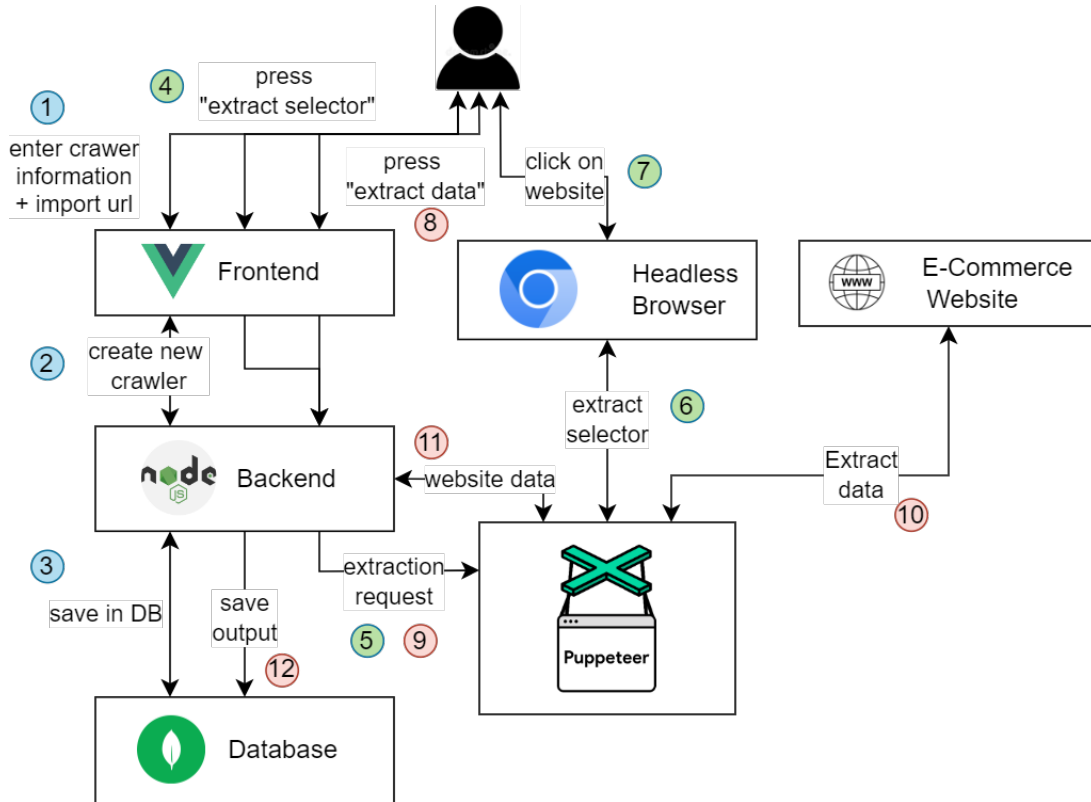 4
press
"extract selector"
1
enter crawer
information
+ import url
press
"extract data"
8
click on
website
7
Frontend
Headless
Browser
WWW
E-Commerce
Website
2
create new
crawler
extract
selector
6
11
website data
Extract
data
10
node
JS
Backend
3
save in DB
save
output
12
extraction
request
5
9
Puppeteer
Database